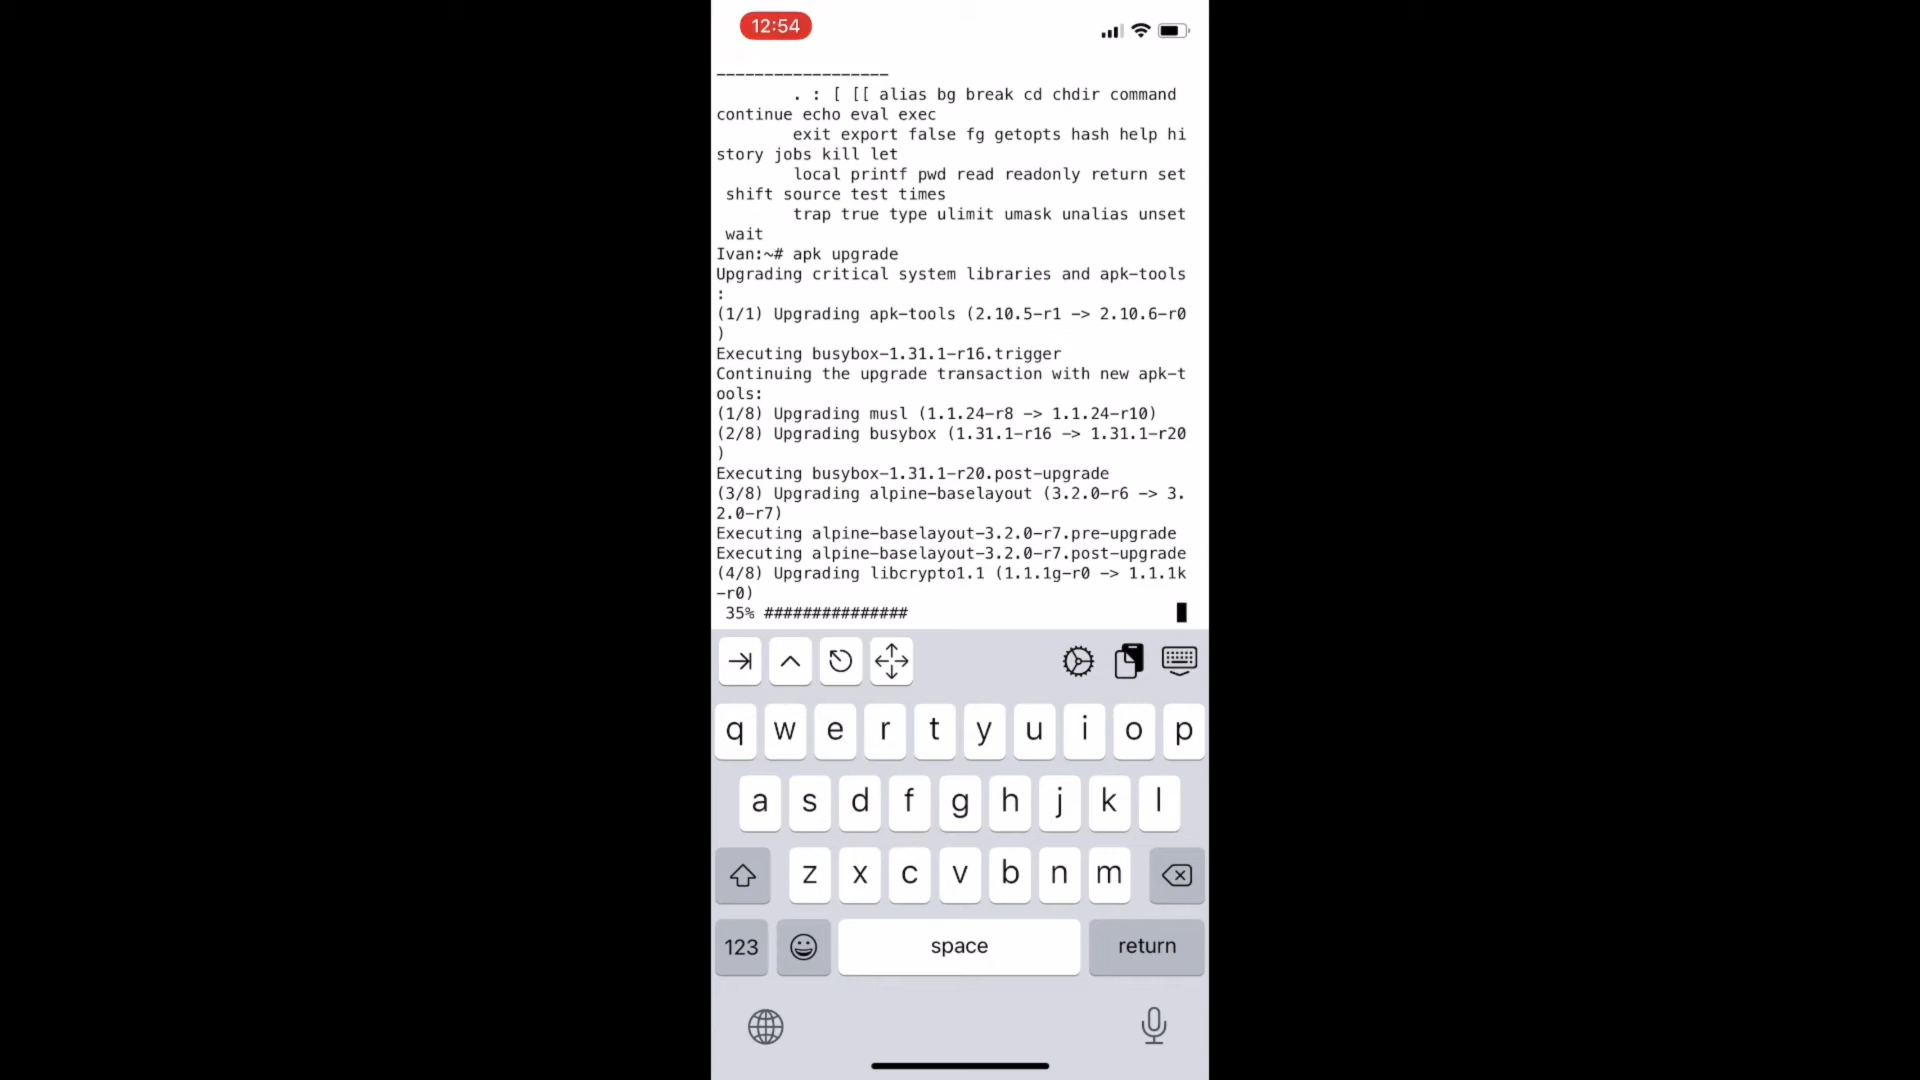 12:54
------------------
. : [ [[ alias bg break cd chdir command
continue echo eval exec
exit export false fg getopts hash help hi
story jobs kill let
local printf pwd read readonly return set
shift source test times
trap true type ulimit umask unalias unset
wait
Ivan:~# apk upgrade
Upgrading critical system libraries and apk-tools
:
(1/1) Upgrading apk-tools (2.10.5-r1 -> 2.10.6-r0
)
Executing busybox-1.31.1-r16.trigger
Continuing the upgrade transaction with new apk-t
ools:
(1/8) Upgrading musl (1.1.24-r8 -> 1.1.24-r10)
(2/8) Upgrading busybox (1.31.1-r16 -> 1.31.1-r20
)
Executing busybox-1.31.1-r20.post-upgrade
(3/8) Upgrading alpine-baselayout (3.2.0-r6 -> 3.
2.0-r7)
Executing alpine-baselayout-3.2.0-r7.pre-upgrade
Executing alpine-baselayout-3.2.0-r7.post-upgrade
(4/8) Upgrading libcrypto1.1 (1.1.1g-r0 -> 1.1.1k
-r0)
35% ###############
q w e r t y u i o p
a s d f g h j k l
z x c v b n m
123 space return